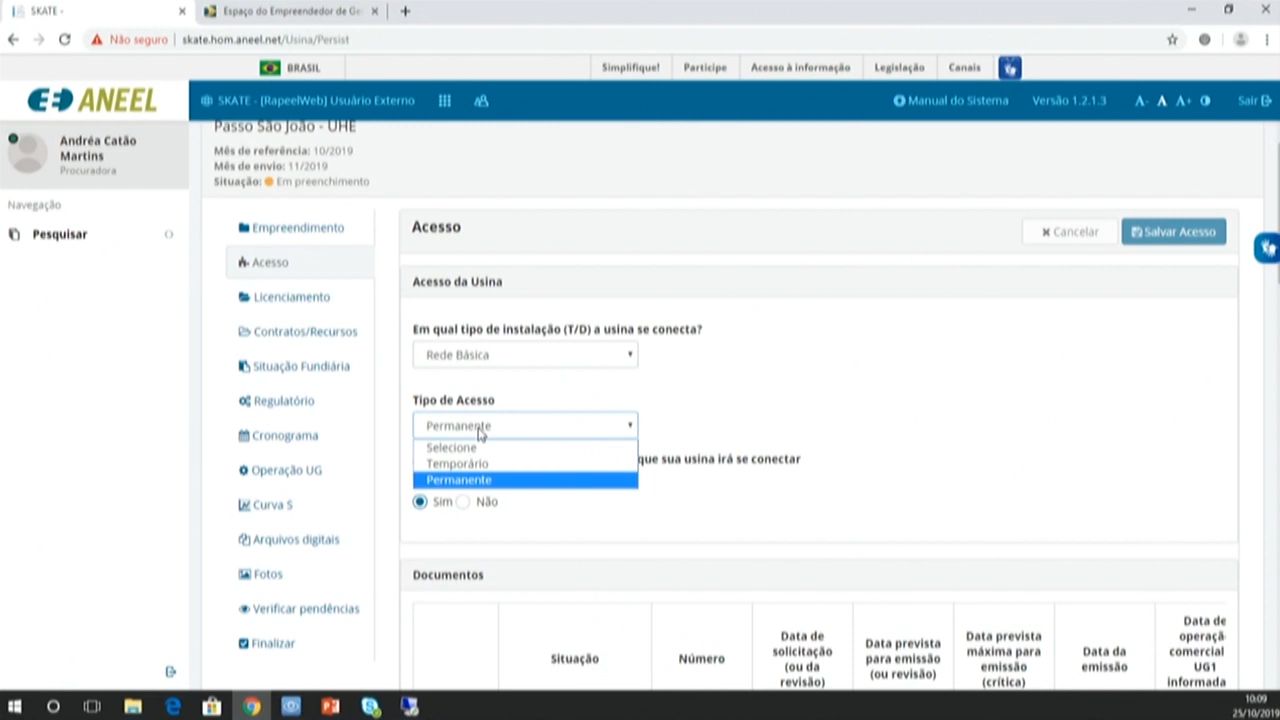 SKATE -
Espaço do Empreendedor de Ge
Não seguro
skate.hom.aneel.net/Usina/Persist
BRASIL
Simplifique!
Participe
Acesso à informação
Legislação
Canais
ANEEL
SKATE - [RapeelWeb] Usuário Externo
Manual do Sistema
Versão 1.2.1.3
A-
A
A+
Sair
Andréa Catão
Martins
Procuradora
Navegação
Pesquisar
Passo São João - UHE
Mês de referência: 10/2019
Mês de envio: 11/2019
Situação: Em preenchimento
Empreendimento
Acesso
Licenciamento
Contratos/Recursos
Situação Fundiária
Regulatório
Cronograma
Operação UG
Curva S
Arquivos digitais
Fotos
Verificar pendências
Finalizar
Acesso
Cancelar
Salvar Acesso
Acesso da Usina
Em qual tipo de instalação (T/D) a usina se conecta?
Rede Básica
Tipo de Acesso
Permanente
Selecione
Temporário
Permanente
que sua usina irá se conectar
Sim
Não
Documentos
Situação
Número
Data de
solicitação
(ou da
revisão)
Data prevista
para emissão
(ou revisão)
Data prevista
máxima para
emissão
(crítica)
Data da
emissão
Data de
operaçã
comercial
UG1
informada
10:09
25/10/2019